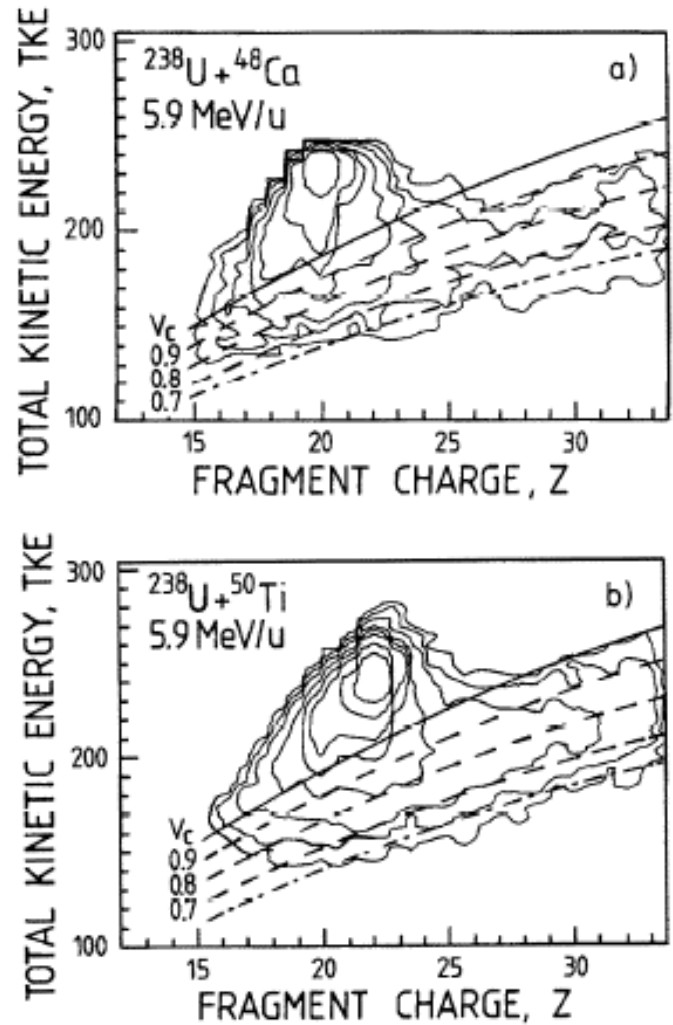 TOTAL KINETIC ENERGY, TKE
300
200
100
²³⁸U+⁴⁸Ca
5.9 MeV/u
a)
Vc
0.9
0.8
0.7
15 20 25 30
FRAGMENT CHARGE, Z
TOTAL KINETIC ENERGY, TKE
300
200
100
²³⁸U+⁵⁰Ti
5.9 MeV/u
b)
Vc
0.9
0.8
0.7
15 20 25 30
FRAGMENT CHARGE, Z